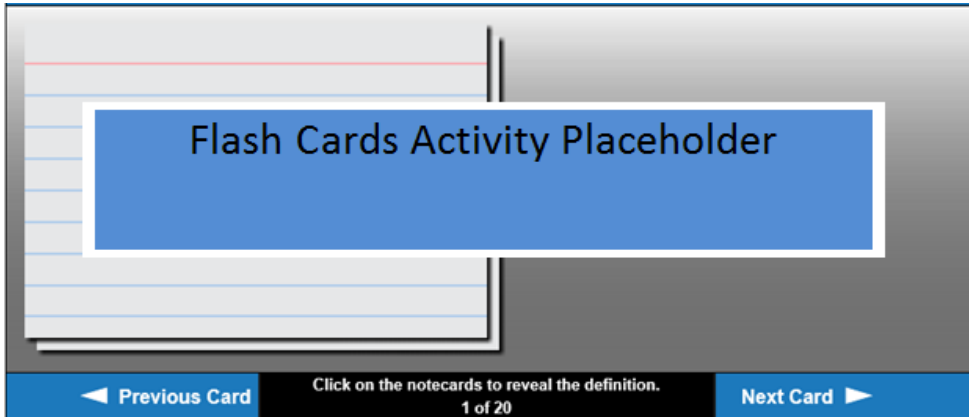 Flash Cards Activity Placeholder
Previous Card
Click on the notecards to reveal the definition.
1 of 20
Next Card